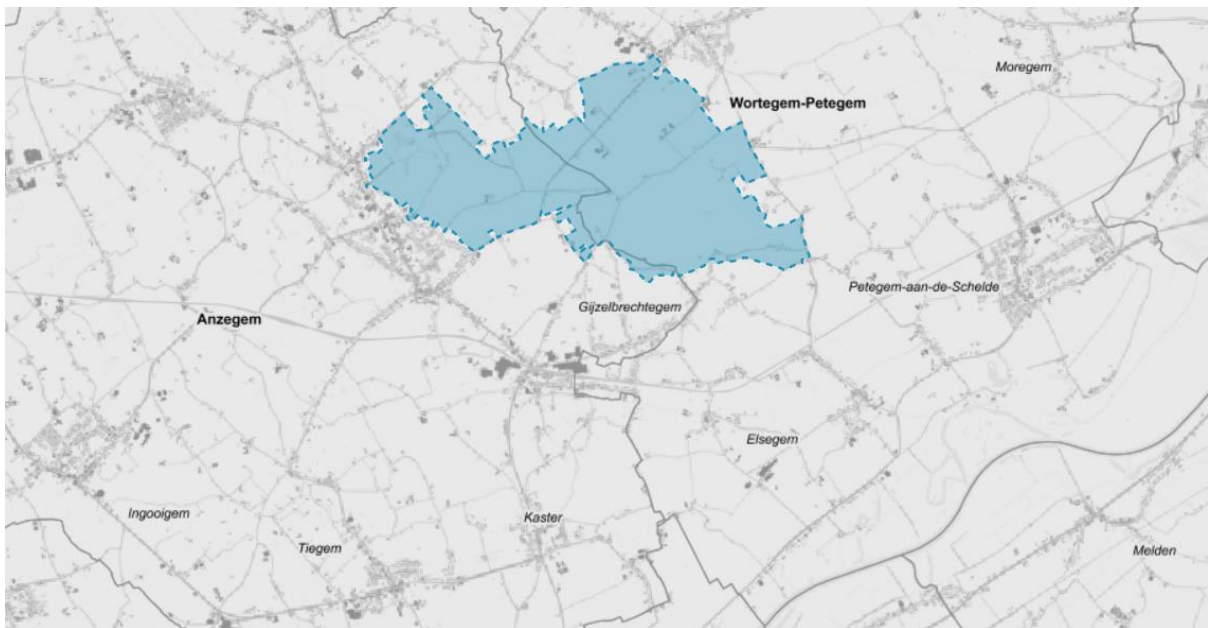 Moregem
Wortegem-Petegem
Petegem-aan-de-Schelde
Gijzelbrechtegem
Anzegem
Elsegem
Ingooigem
Kaster
Tiegem
Melden